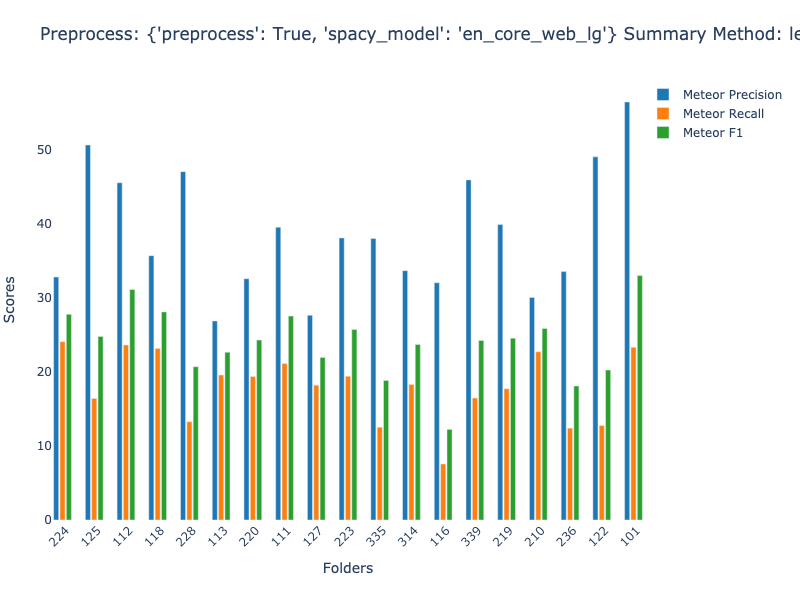 Preprocess: {'preprocess': True, 'spacy_model': 'en_core_web_lg'} Summary Method: le
Meteor Precision
Meteor Recall
Meteor F1
50
40
30
20
10
0
Scores
224 125 112 118 228 113 220 111 127 223 335 314 116 339 219 210 236 122 101
Folders